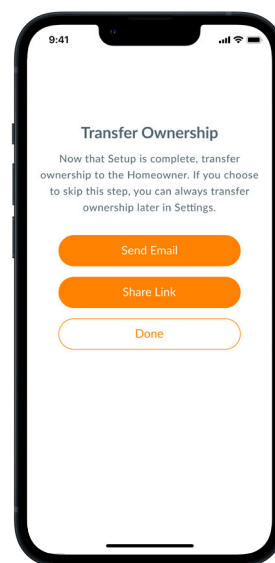 9:41
Transfer Ownership
Now that Setup is complete, transfer
ownership to the Homeowner. If you choose
to skip this step, you can always transfer
ownership later in Settings.
Send Email
Share Link
Done